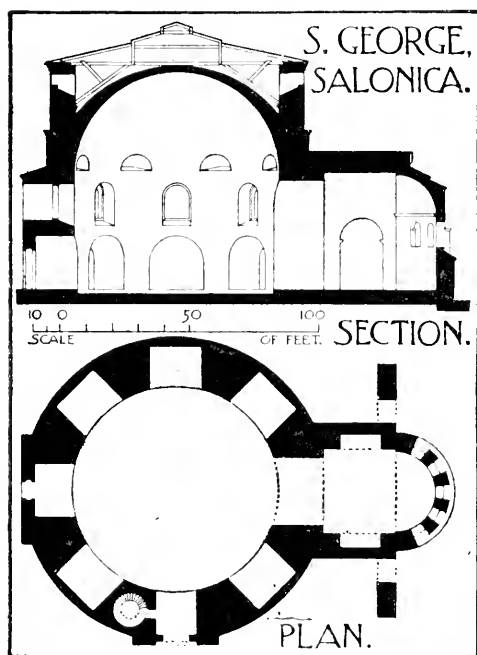 S. GEORGE,
SALONICA.
10 0 50 100
SCALE OF FEET.
SECTION.
PLAN.